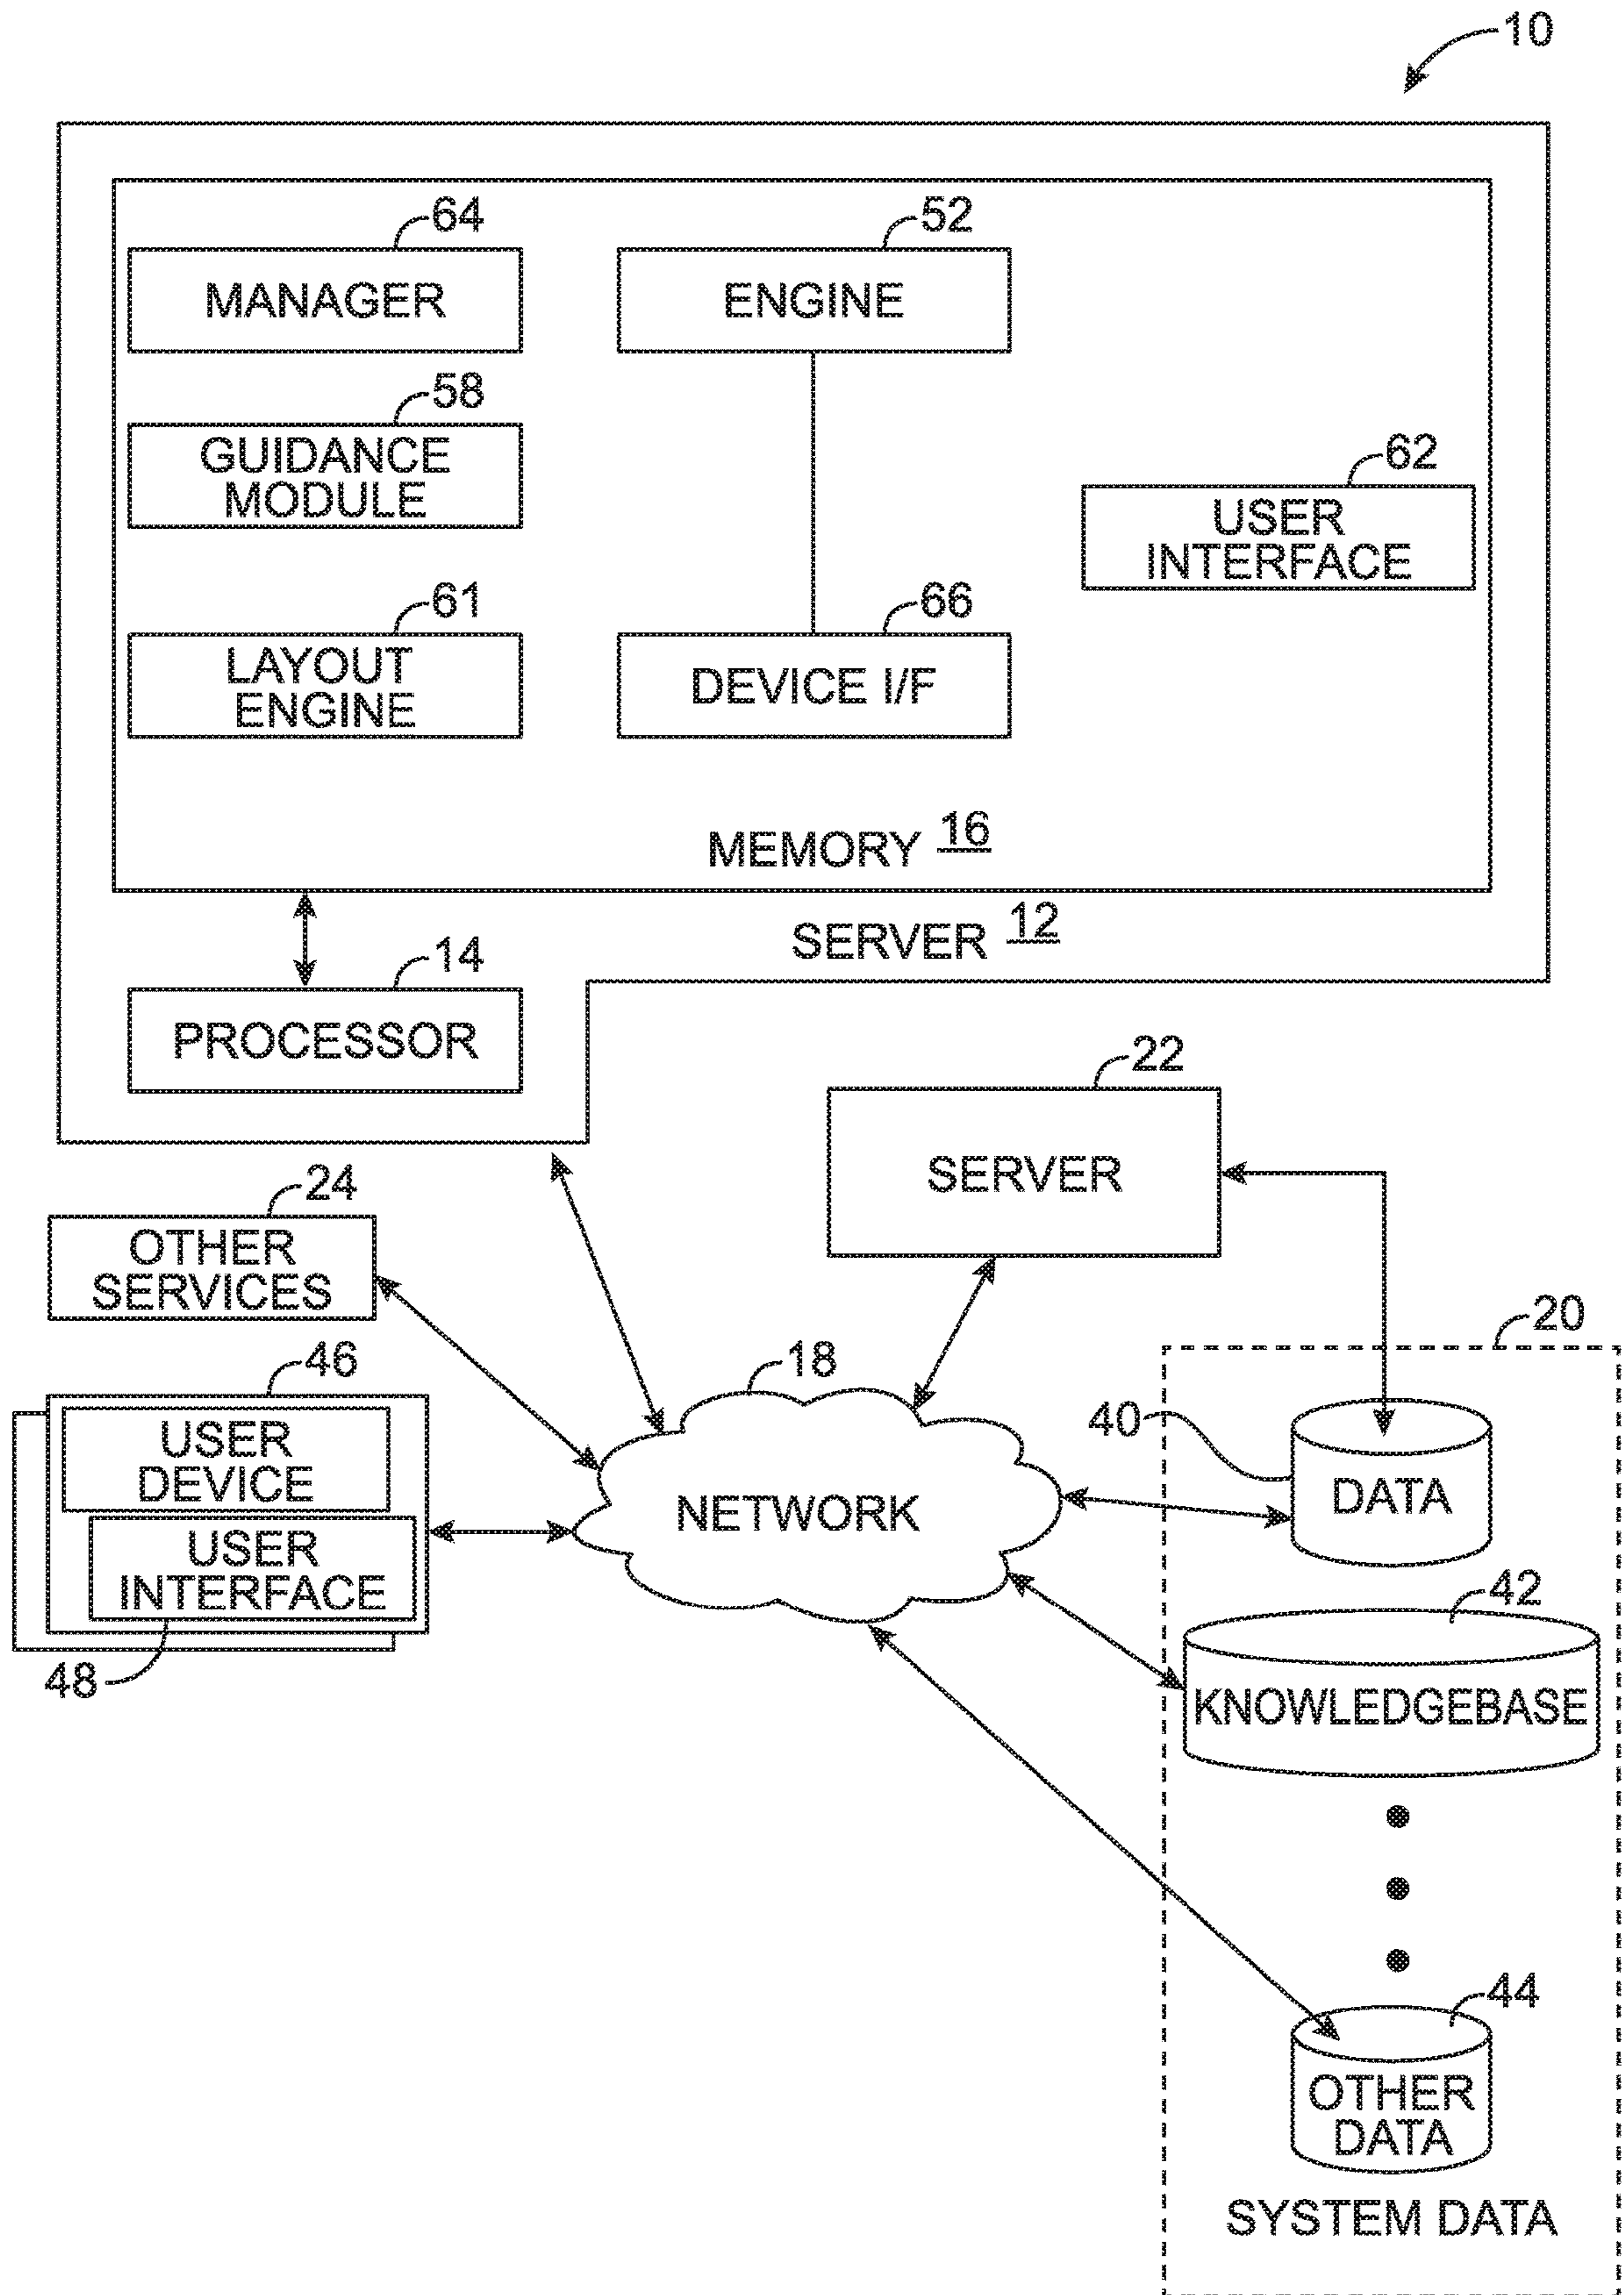 10
64
MANAGER
52
ENGINE
58
GUIDANCE
MODULE
62
USER
INTERFACE
61
LAYOUT
ENGINE
66
DEVICE I/F
MEMORY 16
SERVER 12
14
PROCESSOR
22
SERVER
24
OTHER
SERVICES
20
46
USER
DEVICE
USER
INTERFACE
48
18
NETWORK
40
DATA
42
KNOWLEDGEBASE
44
OTHER
DATA
SYSTEM DATA